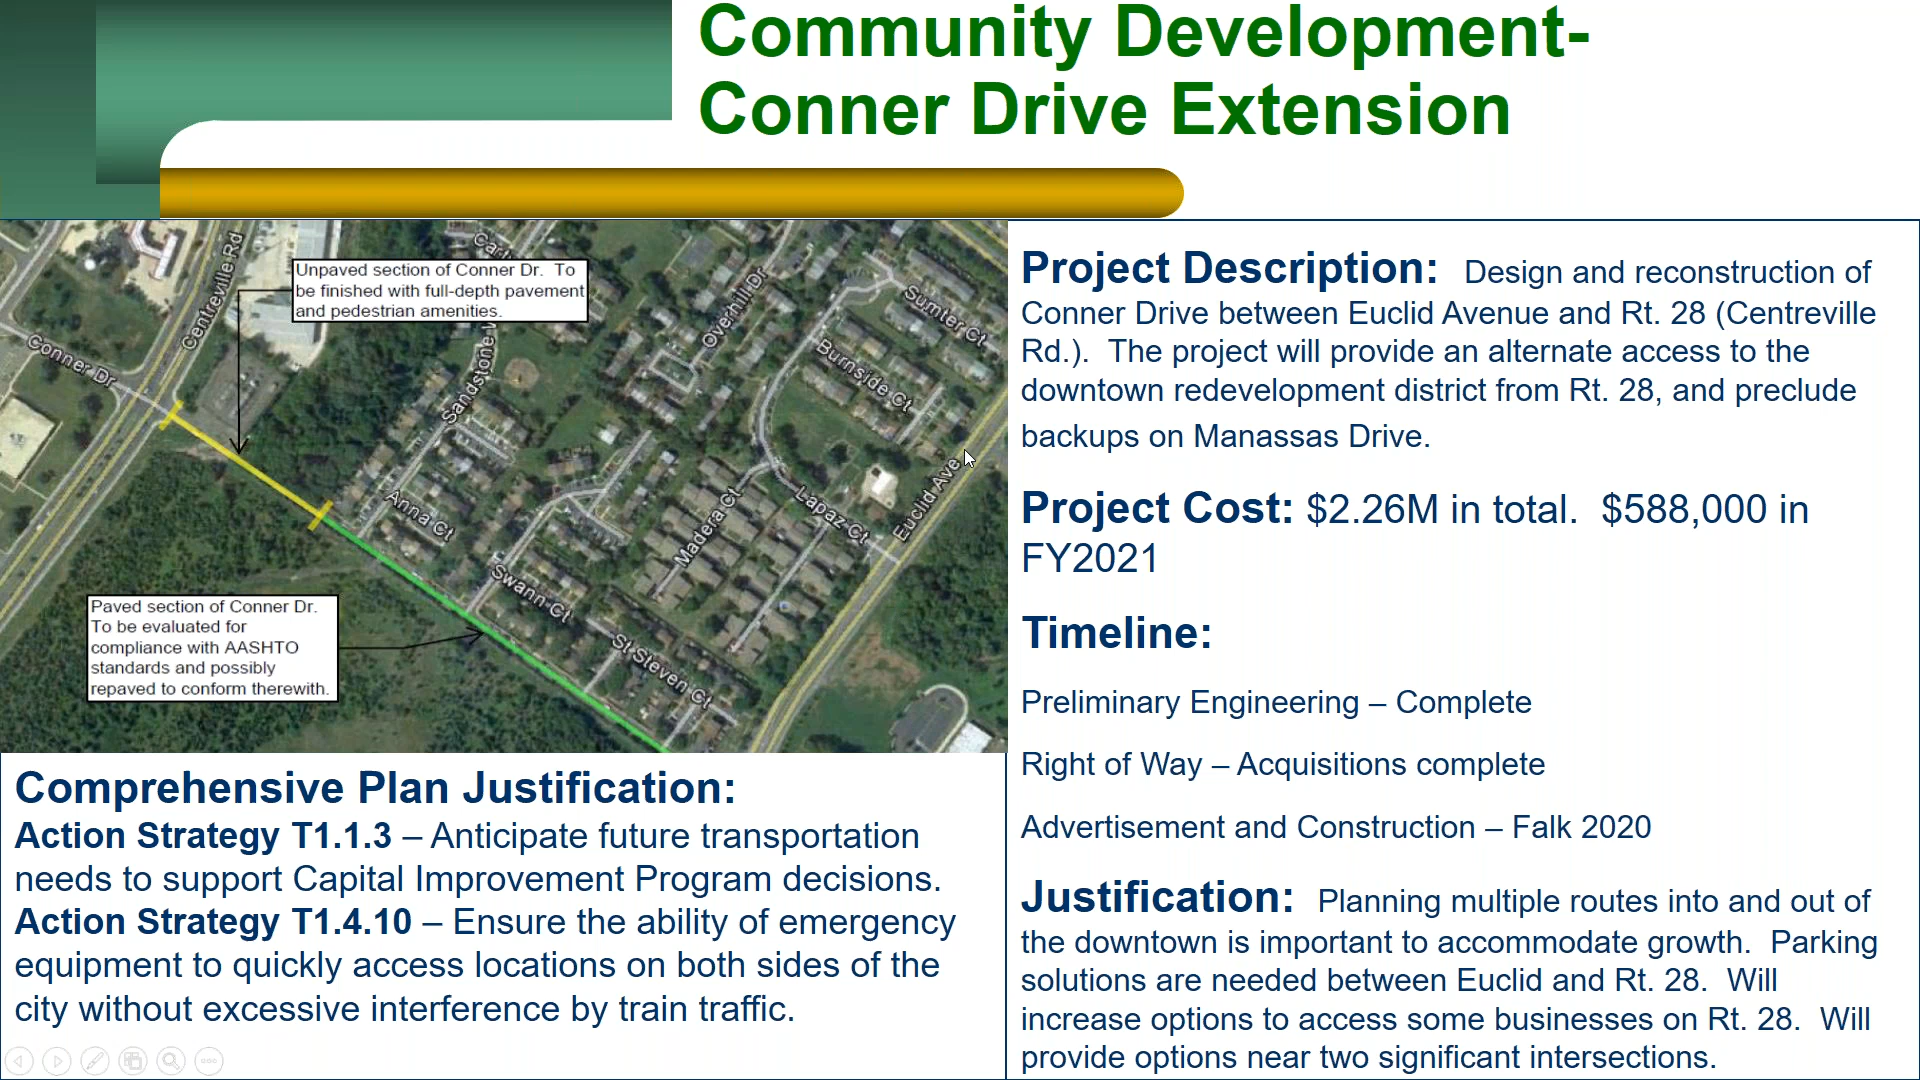 Community Development-
Conner Drive Extension
Centreville Rd
Unpaved section of Conner Dr.  To
be finished with full-depth pavement
and pedestrian amenities.
Overhill Dr
Sumter Ct
Conner Dr
Burnside Ct
Anna Ct
Madera Ct
Lapaz Ct
Euclid Ave
Swann Ct
St Steven Ct
Paved section of Conner Dr.
To be evaluated for
compliance with AASHTO
standards and possibly
repaved to conform therewith.
Comprehensive Plan Justification:
Action Strategy T1.1.3 – Anticipate future transportation
needs to support Capital Improvement Program decisions.
Action Strategy T1.4.10 – Ensure the ability of emergency
equipment to quickly access locations on both sides of the
city without excessive interference by train traffic.
Project Description:  Design and reconstruction of
Conner Drive between Euclid Avenue and Rt. 28 (Centreville
Rd.).  The project will provide an alternate access to the
downtown redevelopment district from Rt. 28, and preclude
backups on Manassas Drive.
Project Cost: $2.26M in total.  $588,000 in
FY2021
Timeline:
Preliminary Engineering – Complete
Right of Way – Acquisitions complete
Advertisement and Construction – Falk 2020
Justification:  Planning multiple routes into and out of
the downtown is important to accommodate growth.  Parking
solutions are needed between Euclid and Rt. 28.  Will
increase options to access some businesses on Rt. 28.  Will
provide options near two significant intersections.
Sandstone